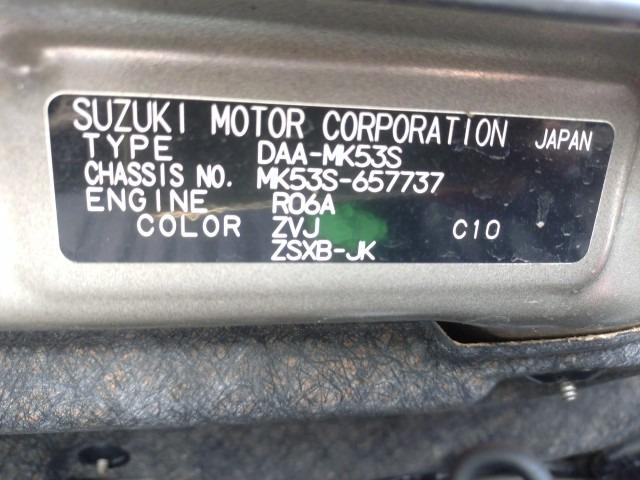 SUZUKI MOTOR CORPORATION JAPAN
TYPE DAA-MK53S
CHASSIS NO. MK53S-657737
ENGINE R06A
COLOR ZVJ C10
ZSXB-JK